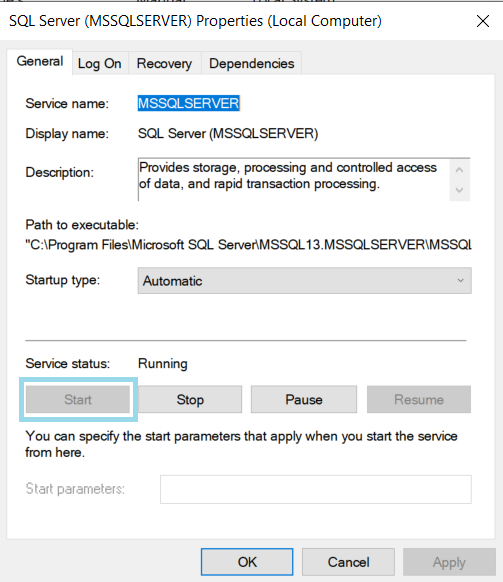 SQL Server (MSSQLSERVER) Properties (Local Computer)
General Log On Recovery Dependencies
Service name: MSSQLSERVER
Display name: SQL Server (MSSQLSERVER)
Description: Provides storage, processing and controlled access
of data, and rapid transaction processing.
Path to executable:
"C:\Program Files\Microsoft SQL Server\MSSQL13.MSSQLSERVER\MSSQL
Startup type: Automatic
Service status: Running
Start Stop Pause Resume
You can specify the start parameters that apply when you start the service
from here.
Start parameters:
OK Cancel Apply